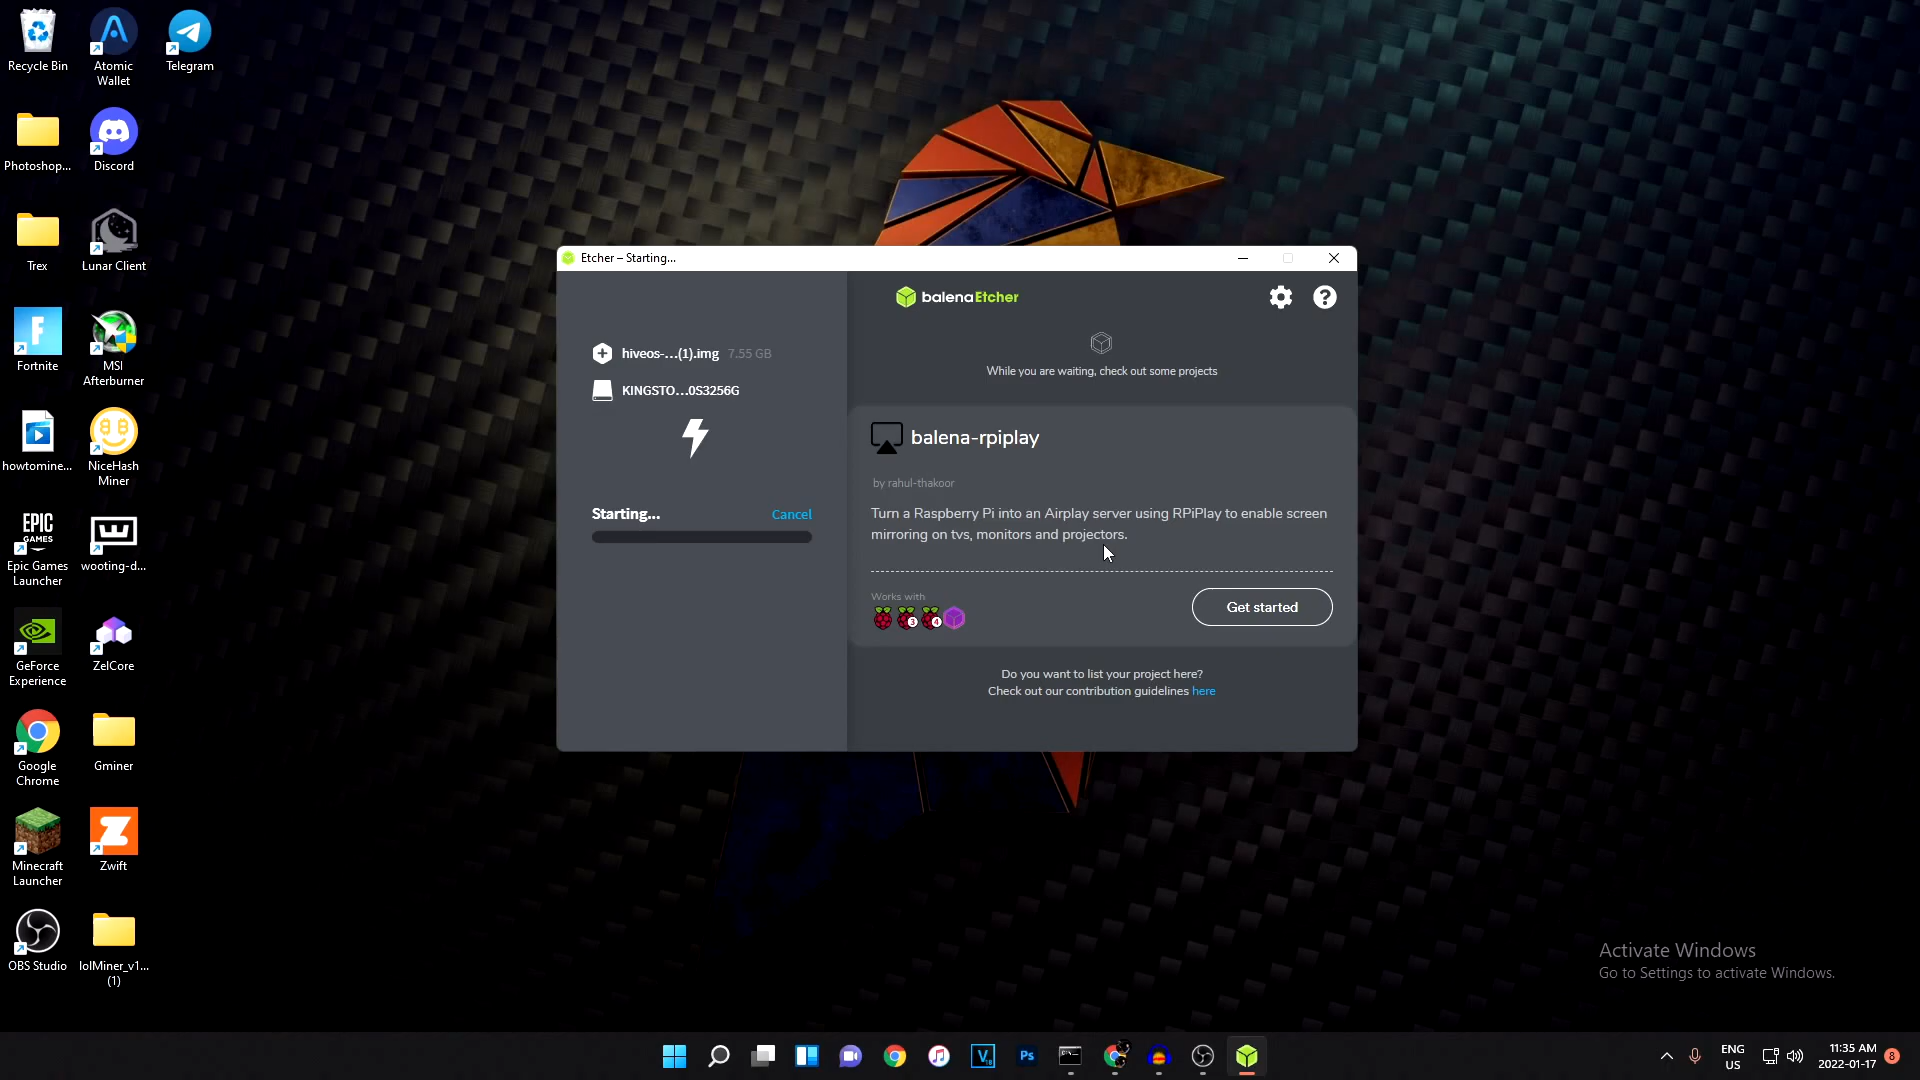 Recycle Bin
Atomic
Wallet
Telegram
Photoshop...
Discord
Trex
Lunar Client
Fortnite
MSI
Afterburner
howtomine...
NiceHash
Miner
EPIC
GAMES
Epic Games
Launcher
wooting-d...
GeForce
Experience
ZelCore
Google
Chrome
Gminer
Minecraft
Launcher
Zwift
OBS Studio
lolMiner_v1...
(1)
Etcher – Starting...
balenaEtcher
hiveos-...(1).img 7.55 GB
KINGSTO...0S3256G
Starting...
Cancel
While you are waiting, check out some projects
balena-rpiplay
by rahul-thakoor
Turn a Raspberry Pi into an Airplay server using RPiPlay to enable screen
mirroring on tvs, monitors and projectors.
Works with
3
4
Get started
Do you want to list your project here?
Check out our contribution guidelines here
Activate Windows
Go to Settings to activate Windows.
Ps
ENG
US
11:35 AM
2022-01-17
8